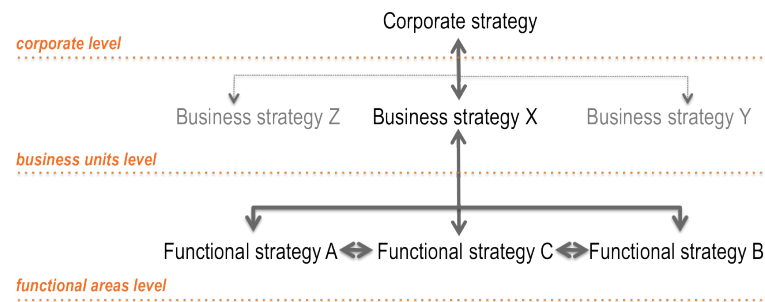 Corporate strategy
corporate level
Business strategy Z Business strategy X Business strategy Y
business units level
Functional strategy A Functional strategy C Functional strategy B
functional areas level